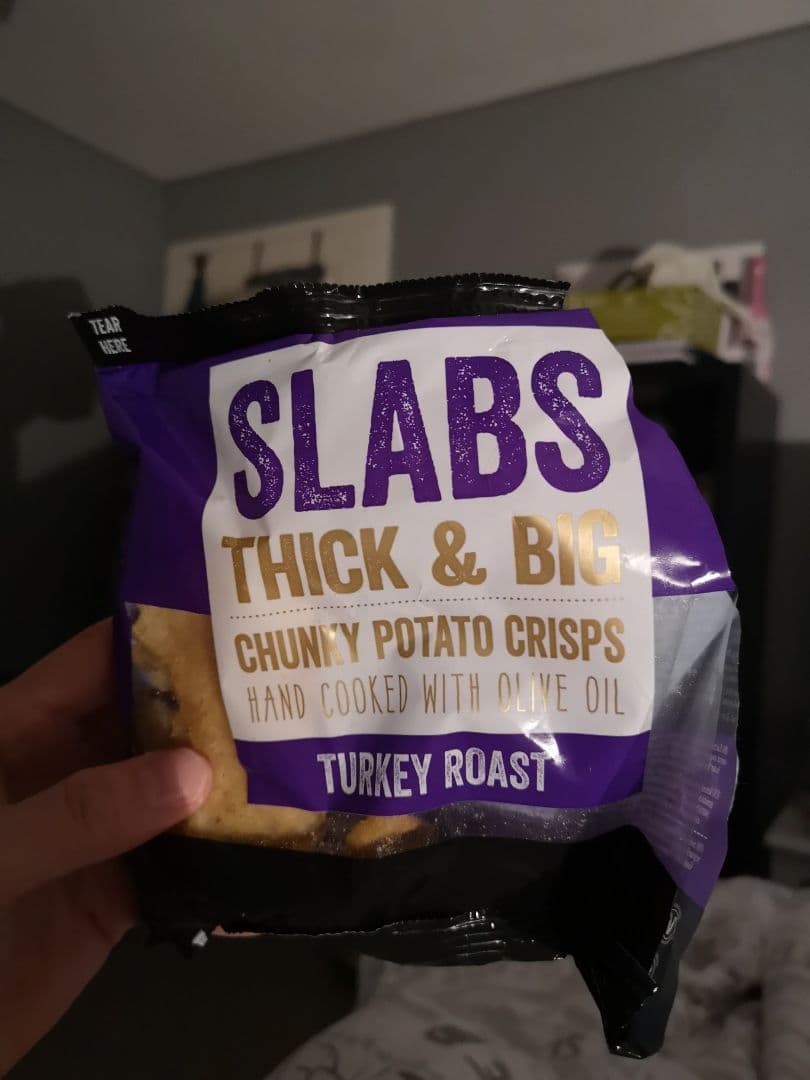 TEAR
HERE
SLABS
THICK & BIG
CHUNKY POTATO CRISPS
HAND COOKED WITH OLIVE OIL
TURKEY ROAST